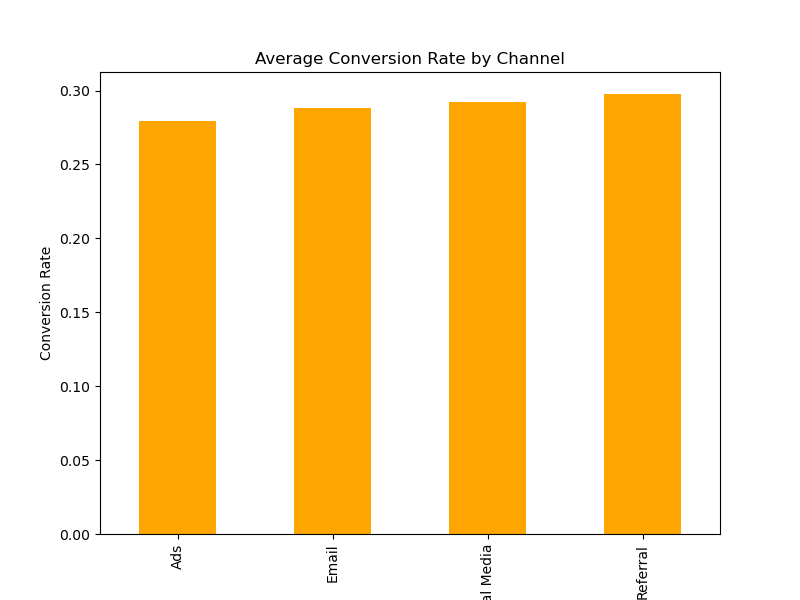 Average Conversion Rate by Channel
0.30
0.25
0.20
0.15
0.10
0.05
0.00
Conversion Rate
Ads
Email
al Media
Referral